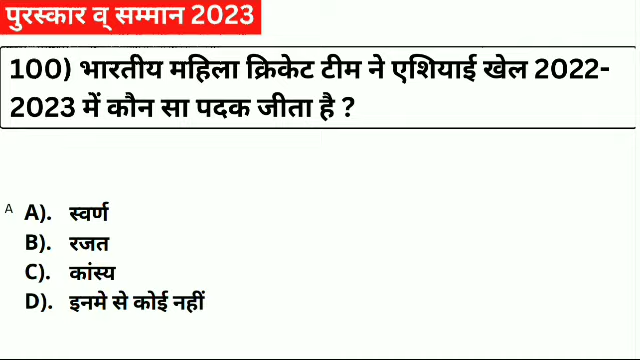 पुरस्कार व् सम्मान 2023
100) भारतीय महिला क्रिकेट टीम ने एशियाई खेल 2022-
2023 में कौन सा पदक जीता है ?
A A). स्वर्ण
B). रजत
C). कांस्य
D). इनमे से कोई नहीं